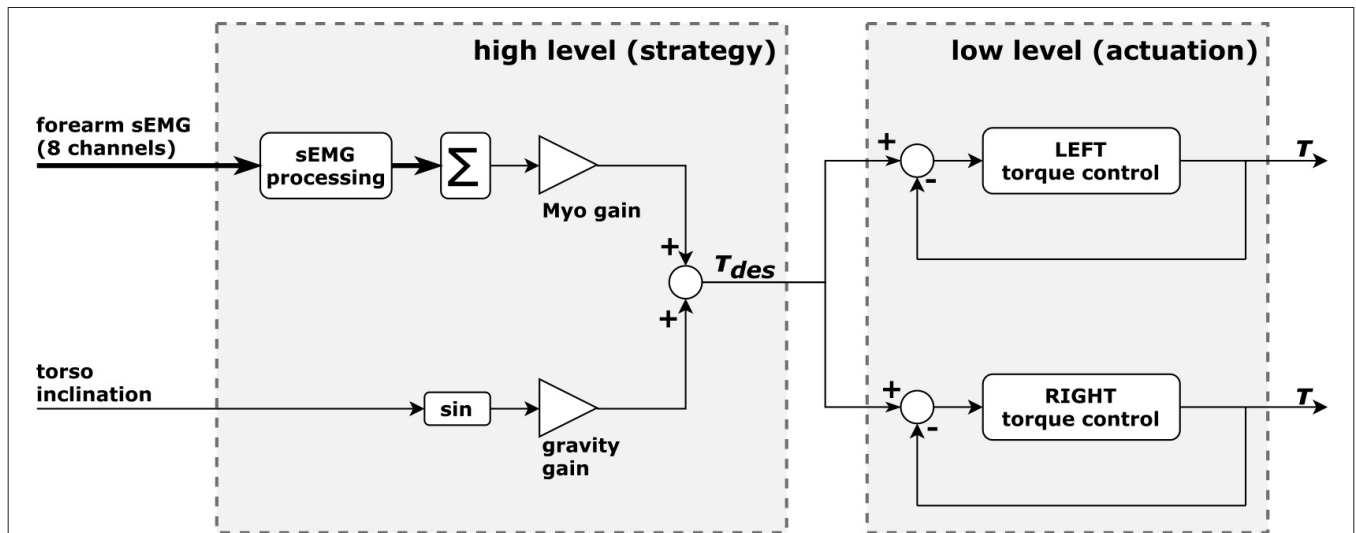 high level (strategy)
low level (actuation)
forearm sEMG
(8 channels)
sEMG
processing
Σ
Myo gain
+
+
τdes
torso
inclination
sin
gravity
gain
+
-
LEFT
torque control
τ
+
-
RIGHT
torque control
τ